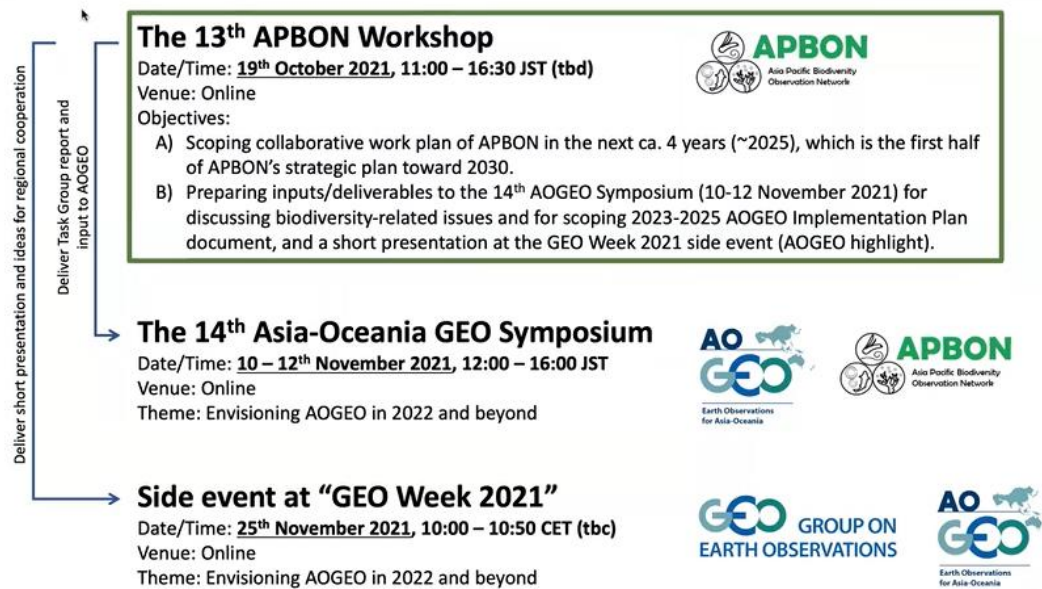 Deliver short presentation and ideas for regional cooperation
Deliver Task Group report and
input to AOGEO
The 13th APBON Workshop
Date/Time: 19th October 2021, 11:00 – 16:30 JST (tbd)
Venue: Online
Objectives:
A) Scoping collaborative work plan of APBON in the next ca. 4 years (~2025), which is the first half
of APBON’s strategic plan toward 2030.
B) Preparing inputs/deliverables to the 14th AOGEO Symposium (10-12 November 2021) for
discussing biodiversity-related issues and for scoping 2023-2025 AOGEO Implementation Plan
document, and a short presentation at the GEO Week 2021 side event (AOGEO highlight).
APBON
Asia Pacific Biodiversity
Observation Network
The 14th Asia-Oceania GEO Symposium
Date/Time: 10 – 12th November 2021, 12:00 – 16:00 JST
Venue: Online
Theme: Envisioning AOGEO in 2022 and beyond
AO
GEO
Earth Observations
for Asia-Oceania
APBON
Asia Pacific Biodiversity
Observation Network
Side event at “GEO Week 2021”
Date/Time: 25th November 2021, 10:00 – 10:50 CET (tbc)
Venue: Online
Theme: Envisioning AOGEO in 2022 and beyond
GEO GROUP ON
EARTH OBSERVATIONS
AO
GEO
Earth Observations
for Asia-Oceania